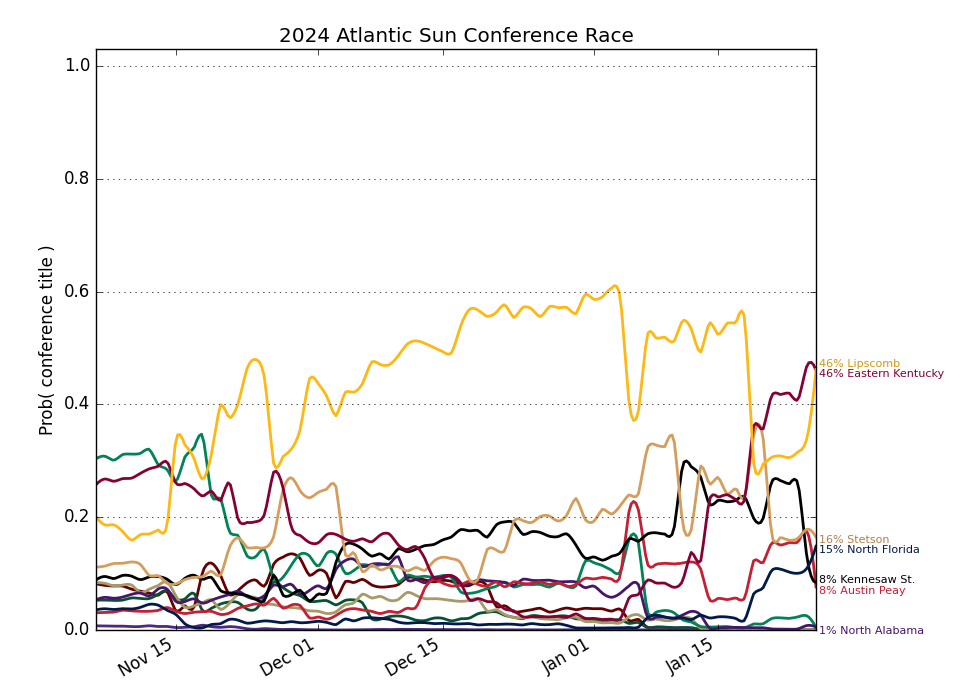 2024 Atlantic Sun Conference Race
Prob( conference title )
1.0
0.8
0.6
0.4
0.2
0.0
Nov 15
Dec 01
Dec 15
Jan 01
Jan 15
46% Lipscomb
46% Eastern Kentucky
16% Stetson
15% North Florida
8% Kennesaw St.
8% Austin Peay
1% North Alabama